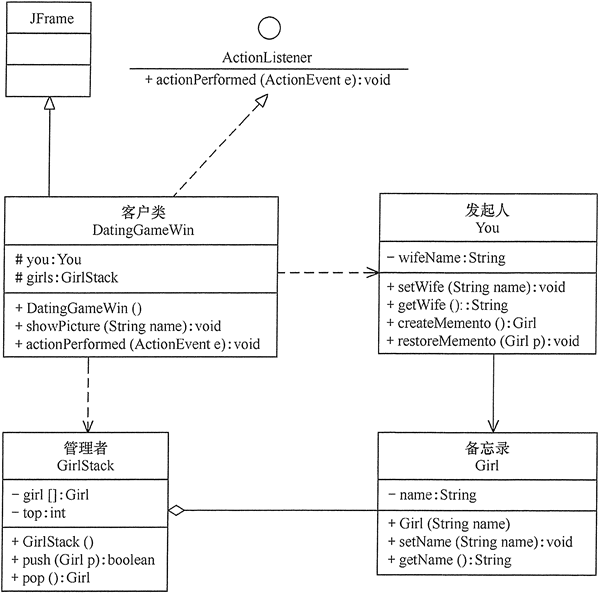 JFrame
ActionListener
+ actionPerformed (ActionEvent e): void
客户类
DatingGameWin
# you: You
# girls: GirlStack
+ DatingGameWin ()
+ showPicture (String name): void
+ actionPerformed (ActionEvent e): void
发起人
You
- wifeName: String
+ setWife (String name): void
+ getWife ():: String
+ createMemento (): Girl
+ restoreMemento (Girl p): void
管理者
GirlStack
- girl []: Girl
- top: int
+ GirlStack ()
+ push (Girl p): boolean
+ pop (): Girl
备忘录
Girl
- name: String
+ Girl (String name)
+ setName (String name): void
+ getName (): String